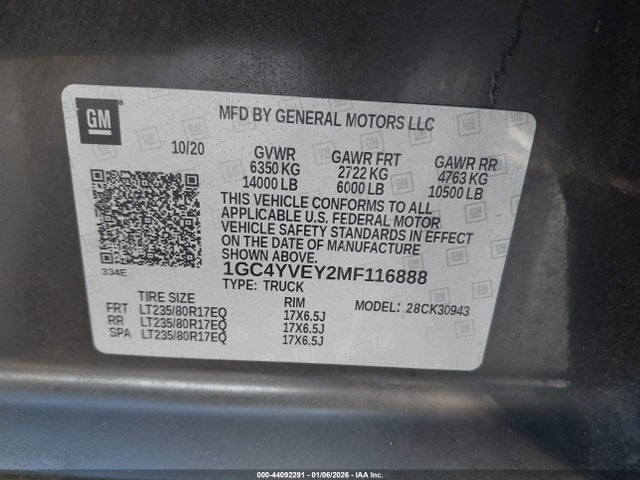 GM
MFD BY GENERAL MOTORS LLC
10/20
GVWR GAWR FRT GAWR RR
6350 KG 2722 KG 4763 KG
14000 LB 6000 LB 10500 LB
THIS VEHICLE CONFORMS TO ALL
APPLICABLE U.S. FEDERAL MOTOR
VEHICLE SAFETY STANDARDS IN EFFECT
ON THE DATE OF MANUFACTURE
SHOWN ABOVE.
334E
1GC4YVEY2MF116888
TYPE: TRUCK
TIRE SIZE RIM MODEL: 28CK30943
FRT LT235/80R17EQ 17X6.5J
RR LT235/80R17EQ 17X6.5J
SPA LT235/80R17EQ 17X6.5J
000-44092291 - 01/06/2026 - IAA Inc.